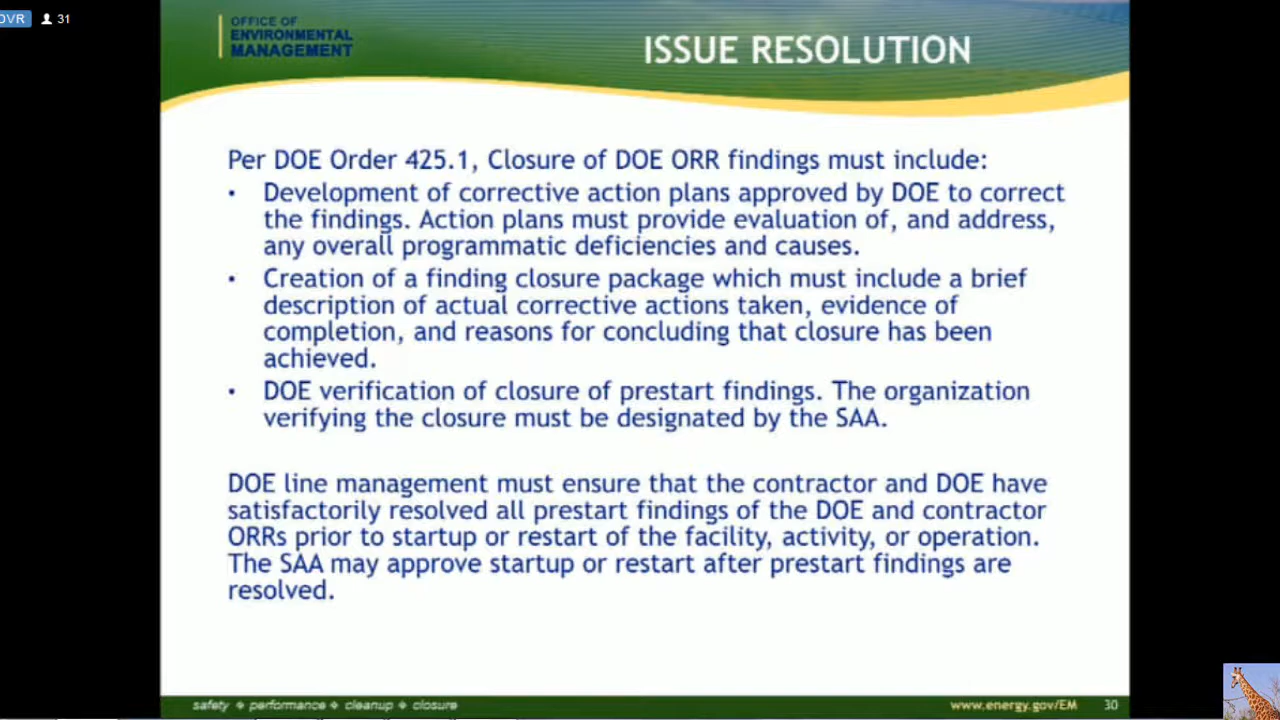 OVR 31
OFFICE OF
ENVIRONMENTAL
MANAGEMENT
ISSUE RESOLUTION
Per DOE Order 425.1, Closure of DOE ORR findings must include:
• Development of corrective action plans approved by DOE to correct
the findings. Action plans must provide evaluation of, and address,
any overall programmatic deficiencies and causes.
• Creation of a finding closure package which must include a brief
description of actual corrective actions taken, evidence of
completion, and reasons for concluding that closure has been
achieved.
• DOE verification of closure of prestart findings. The organization
verifying the closure must be designated by the SAA.
DOE line management must ensure that the contractor and DOE have
satisfactorily resolved all prestart findings of the DOE and contractor
ORRs prior to startup or restart of the facility, activity, or operation.
The SAA may approve startup or restart after prestart findings are
resolved.
safety ❖ performance ❖ cleanup ❖ closure
www.energy.gov/EM 30